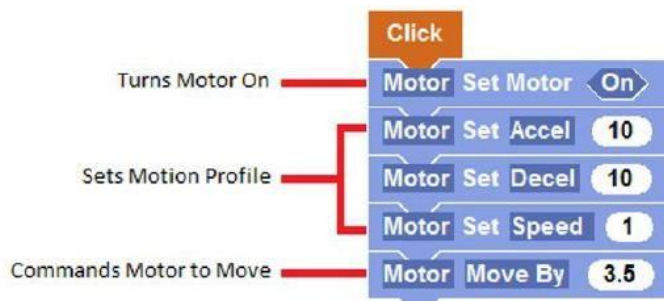 Click
Turns Motor On
Motor Set Motor On
Motor Set Accel 10
Sets Motion Profile
Motor Set Decel 10
Motor Set Speed 1
Commands Motor to Move
Motor Move By 3.5